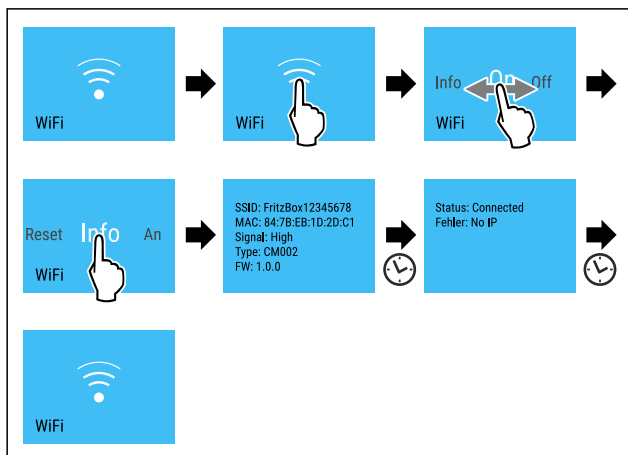 WiFi
WiFi
Info On Off
WiFi
Reset Info An
WiFi
SSID: FritzBox12345678
MAC: 84:7B:EB:1D:2D:C1
Signal: High
Type: CM002
FW: 1.0.0
Status: Connected
Fehler: No IP
WiFi